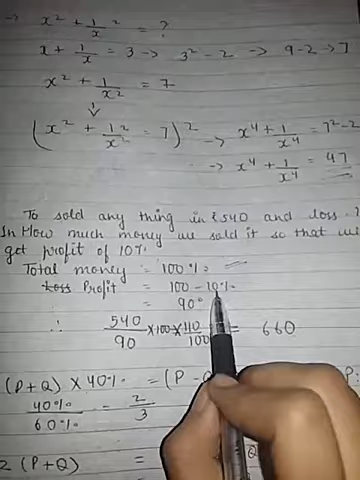 → x² + 1/x² = ?
x + 1/x = 3 → 3² - 2 → 9 - 2 → 7
x² + 1/x² = 7
(x² + 1/x² = 7)² → x⁴ + 1/x⁴ = 7² - 2
→ x⁴ + 1/x⁴ = 47
To sold any thing in ₹540 and loss
In How much money we sold it so that
get profit of 10%
Total money = 100%
Loss Profit = 100 - 10%
= 90%
∴ 540/90 × 100 × 110/100 = 660
(P+Q) × 40% = (P -
40%/60% = 2/3
2 (P+Q) =